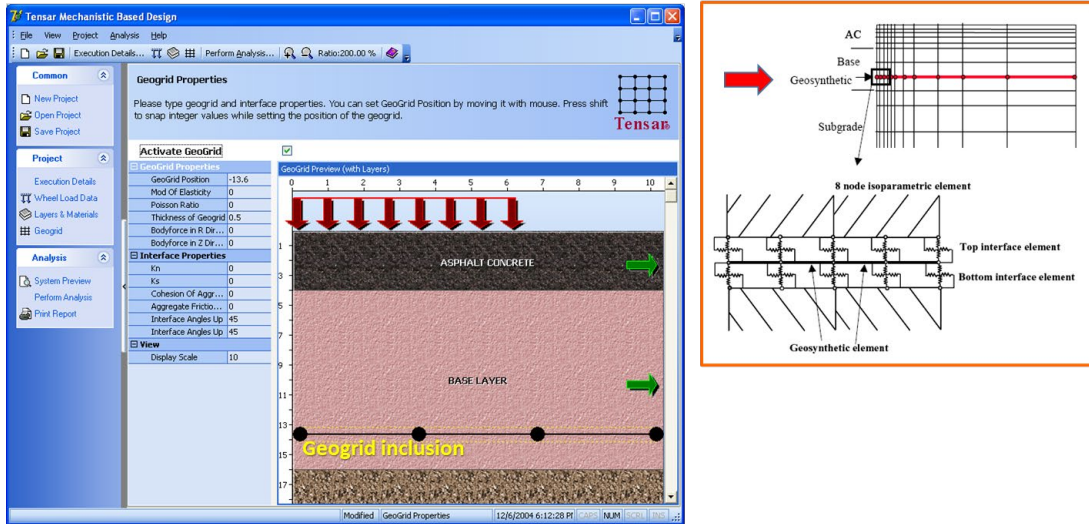 Tensar Mechanistic Based Design
File View Project Analysis Help
Execution Details... Perform Analysis... Ratio:200.00 %
Common
New Project
Open Project
Save Project
Project
Execution Details
Wheel Load Data
Layers & Materials
Geogrid
Analysis
System Preview
Perform Analysis
Print Report
Geogrid Properties
Please type geogrid and interface properties. You can set GeoGrid Position by moving it with mouse. Press shift
to snap integer values while setting the position of the geogrid.
Tensar®
Activate GeoGrid
GeoGrid Properties
GeoGrid Position -13.6
Mod Of Elasticity 0
Poisson Ratio 0
Thickness of Geogrid 0.5
Bodyforce in R Dir... 0
Bodyforce in Z Dir... 0
Interface Properties
Kn 0
Ks 0
Cohesion Of Aggr... 0
Aggregate Frictio... 0
Interface Angles Up 45
Interface Angles Up 45
View
Display Scale 10
GeoGrid Preview (with Layers)
0 1 2 3 4 5 6 7 8 9 10
1
3
5
7
9
11
13
15
17
ASPHALT CONCRETE
BASE LAYER
Geogrid inclusion
Modified GeoGrid Properties 12/6/2004 6:12:28 PM CAPS NUM SCRL INS
AC
Base
Geosynthetic
Subgrade
8 node isoparametric element
Top interface element
Bottom interface element
Geosynthetic element